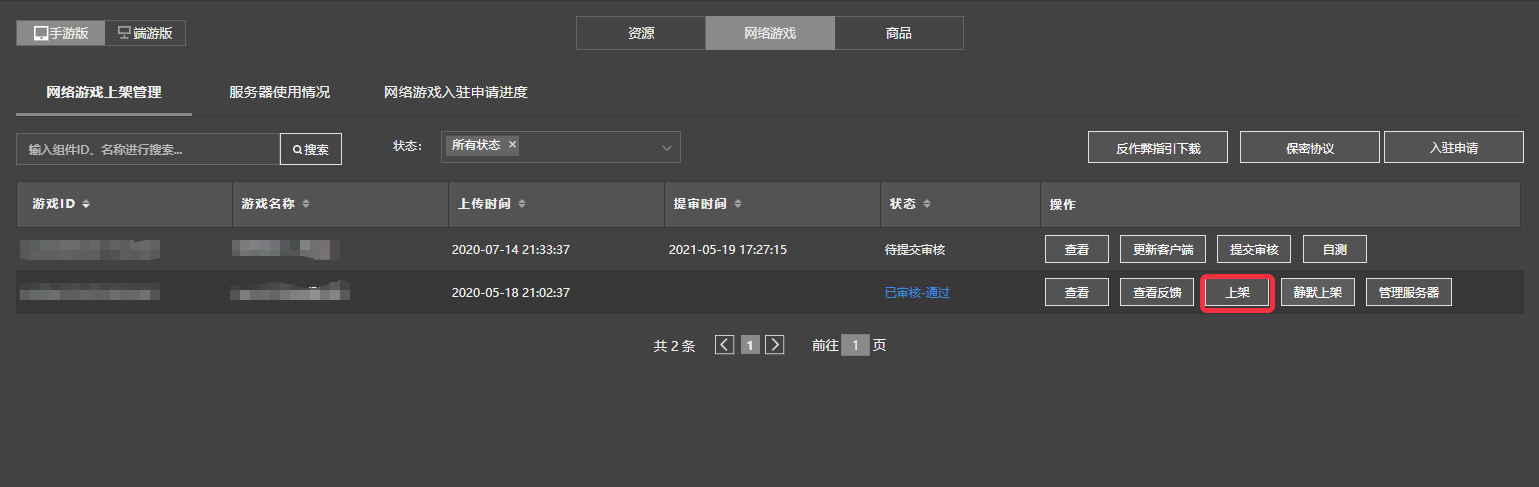 手游版 端游版 资源 网络游戏 商品
网络游戏上架管理 服务器使用情况 网络游戏入驻申请进度
输入组件ID、名称进行搜索... 搜索 状态： 所有状态 × 反作弊指引下载 保密协议 入驻申请
游戏ID 游戏名称 上传时间 提审时间 状态 操作
2020-07-14 21:33:37 2021-05-19 17:27:15 待提交审核 查看 更新客户端 提交审核 自测
2020-05-18 21:02:37 已审核-通过 查看 查看反馈 上架 静默上架 管理服务器
共 2 条 1 前往 1 页